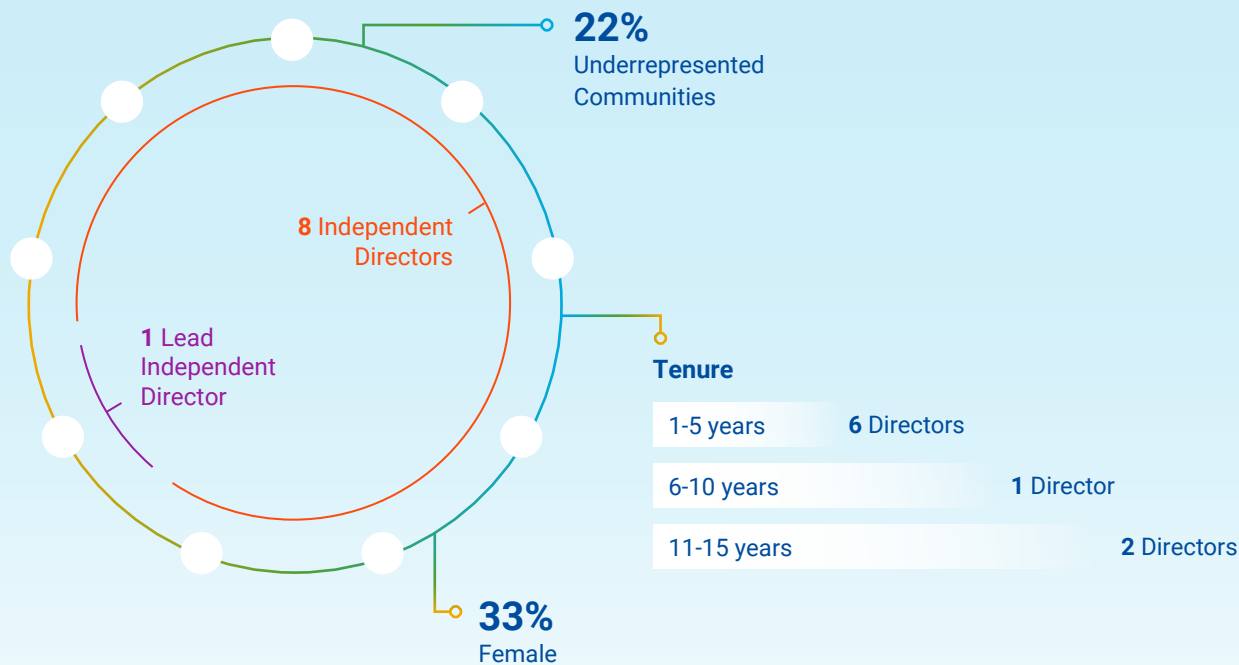 22%
Underrepresented
Communities
8 Independent
Directors
1 Lead
Independent
Director
Tenure
1-5 years 6 Directors
6-10 years 1 Director
11-15 years 2 Directors
33%
Female